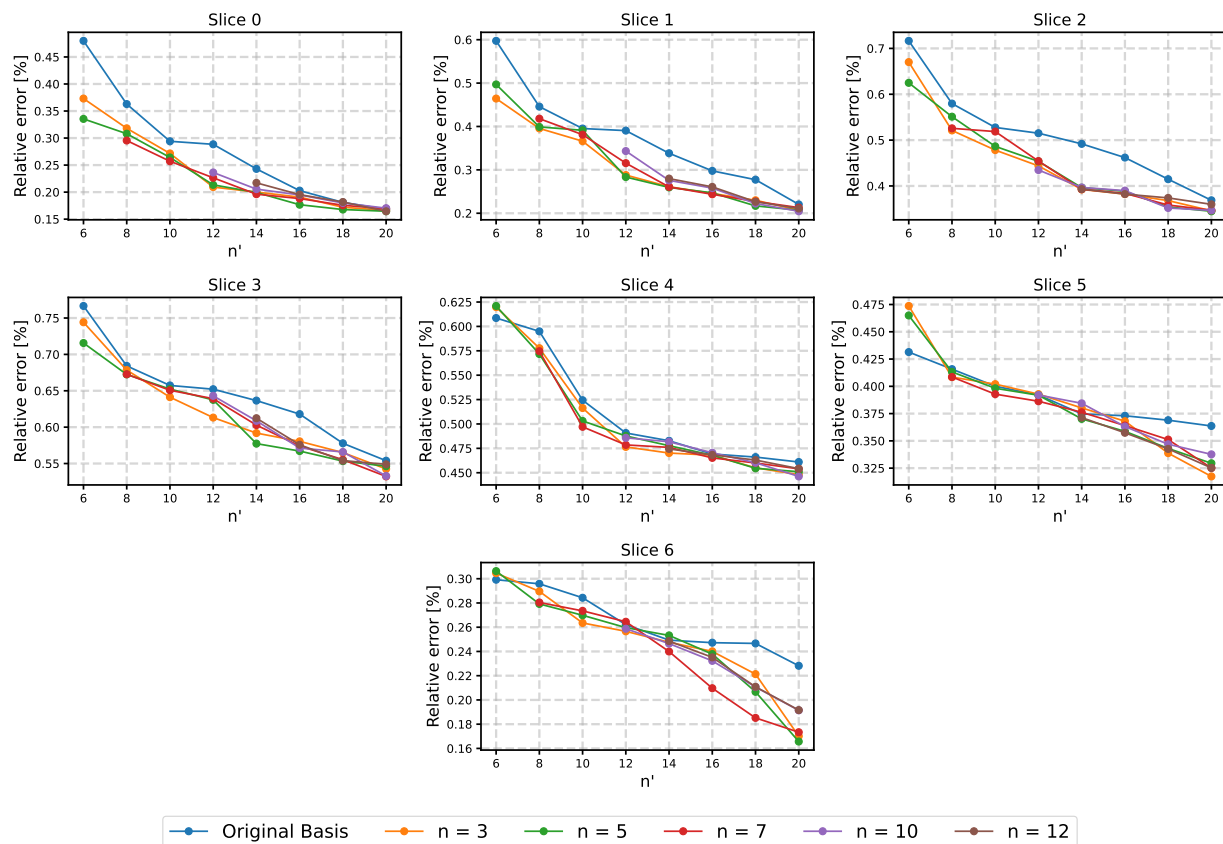 Slice 0
Relative error [%]
0.45
0.40
0.35
0.30
0.25
0.20
0.15
6 8 10 12 14 16 18 20
n'
Slice 1
Relative error [%]
0.6
0.5
0.4
0.3
0.2
6 8 10 12 14 16 18 20
n'
Slice 2
Relative error [%]
0.7
0.6
0.5
0.4
6 8 10 12 14 16 18 20
n'
Slice 3
Relative error [%]
0.75
0.70
0.65
0.60
0.55
6 8 10 12 14 16 18 20
n'
Slice 4
Relative error [%]
0.625
0.600
0.575
0.550
0.525
0.500
0.475
0.450
6 8 10 12 14 16 18 20
n'
Slice 5
Relative error [%]
0.475
0.450
0.425
0.400
0.375
0.350
0.325
6 8 10 12 14 16 18 20
n'
Slice 6
Relative error [%]
0.30
0.28
0.26
0.24
0.22
0.20
0.18
0.16
6 8 10 12 14 16 18 20
n'
Original Basis n = 3 n = 5 n = 7 n = 10 n = 12